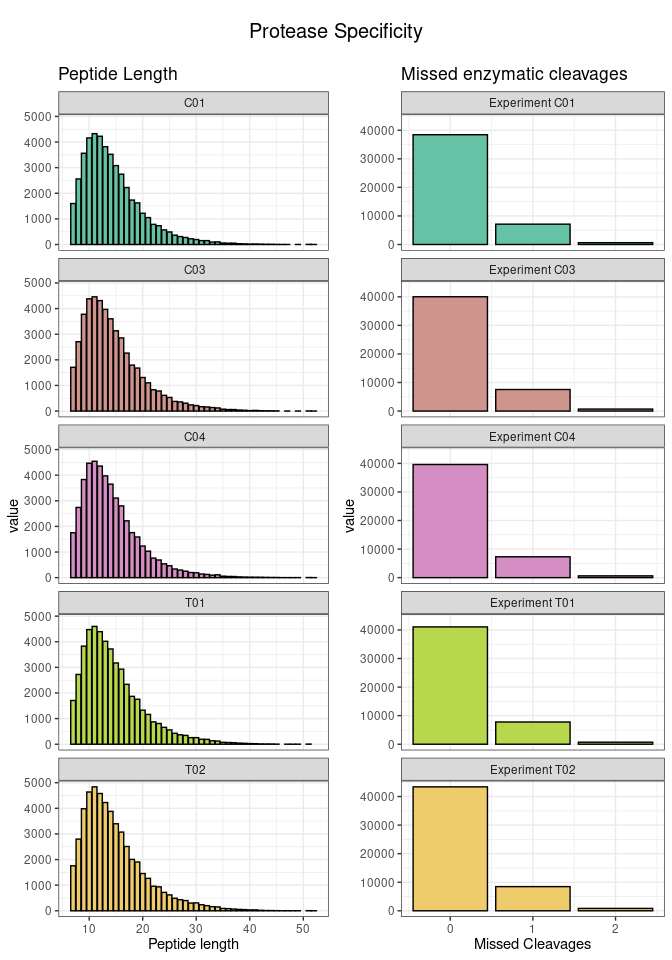 Protease Specificity
Peptide Length
C01
5000
4000
3000
2000
1000
0
C03
5000
4000
3000
2000
1000
0
C04
5000
4000
3000
2000
1000
0
T01
5000
4000
3000
2000
1000
0
T02
5000
4000
3000
2000
1000
0
value
10 20 30 40 50
Peptide length
Missed enzymatic cleavages
Experiment C01
40000
30000
20000
10000
0
Experiment C03
40000
30000
20000
10000
0
Experiment C04
40000
30000
20000
10000
0
Experiment T01
40000
30000
20000
10000
0
Experiment T02
40000
30000
20000
10000
0
value
0 1 2
Missed Cleavages